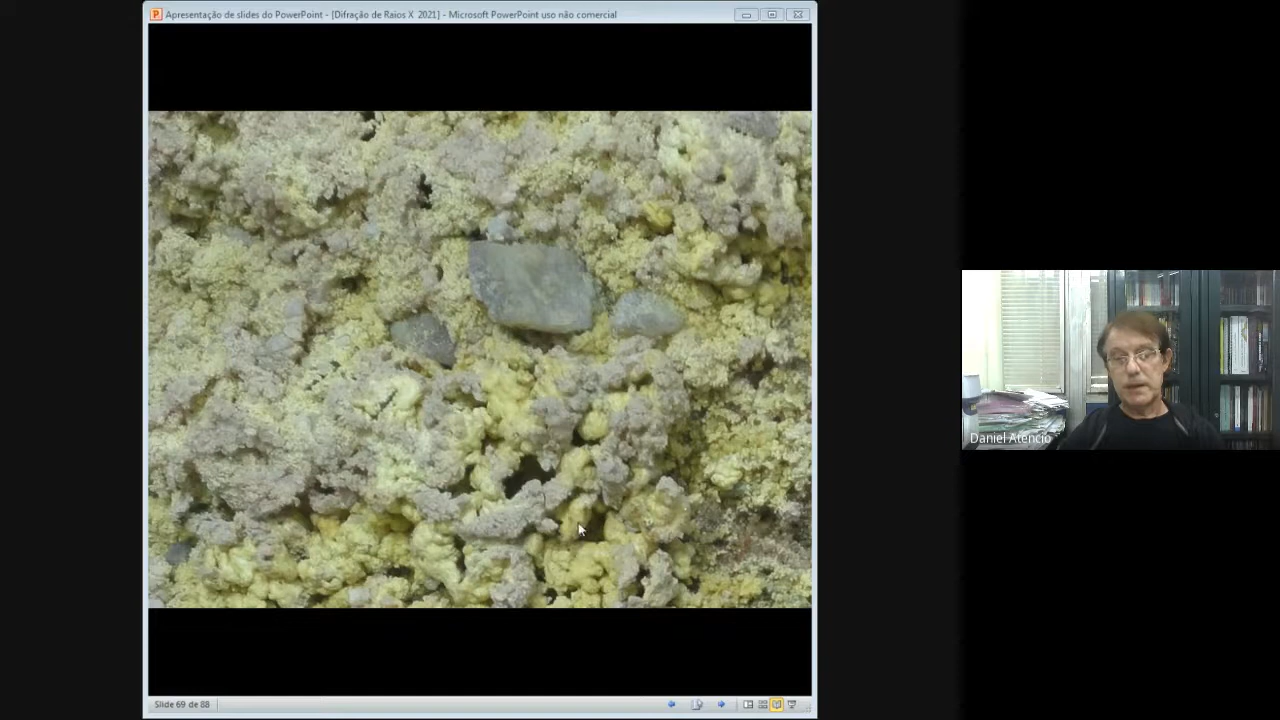 Apresentação de slides do PowerPoint - [Difração de Raios X 2021] - Microsoft PowerPoint uso não comercial
Daniel Atencio
Slide 69 de 88